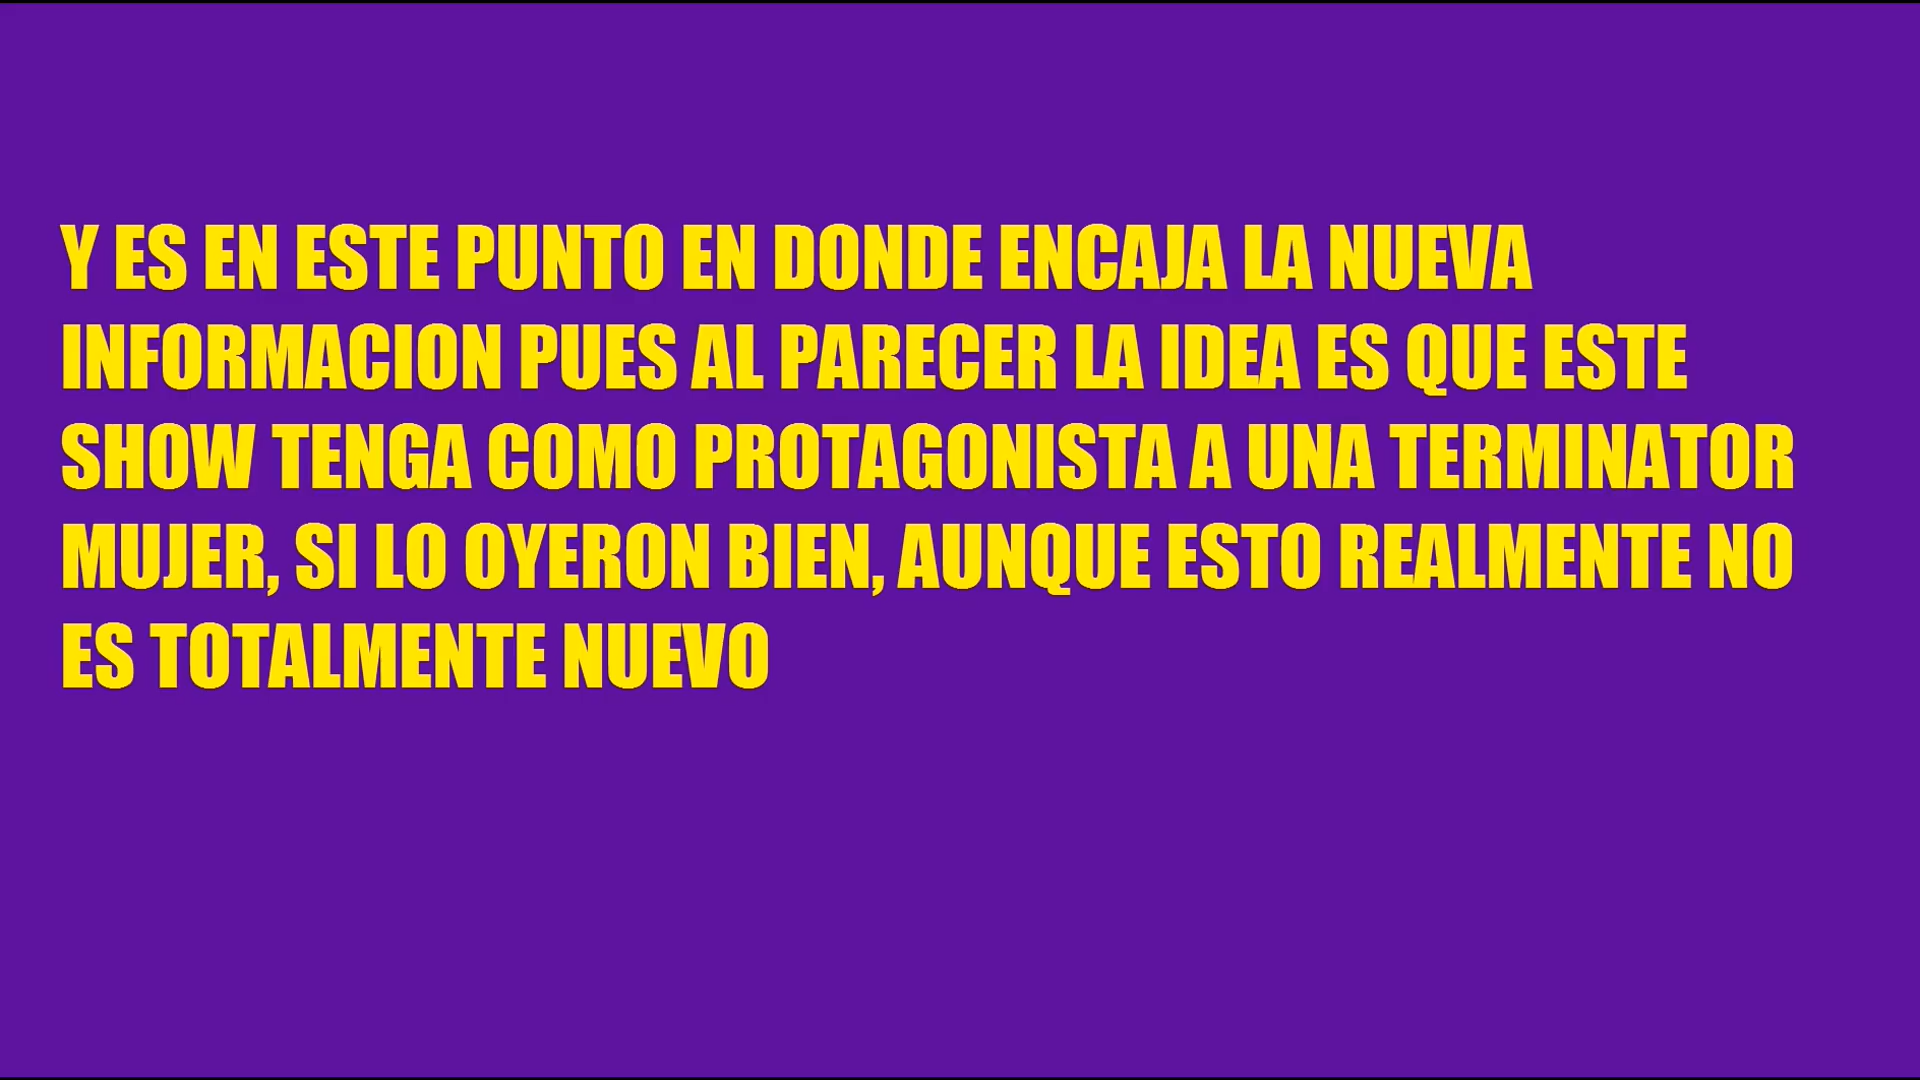 Y ES EN ESTE PUNTO EN DONDE ENCAJA LA NUEVA
INFORMACION PUES AL PARECER LA IDEA ES QUE ESTE
SHOW TENGA COMO PROTAGONISTA A UNA TERMINATOR
MUJER, SI LO OYERON BIEN, AUNQUE ESTO REALMENTE NO
ES TOTALMENTE NUEVO